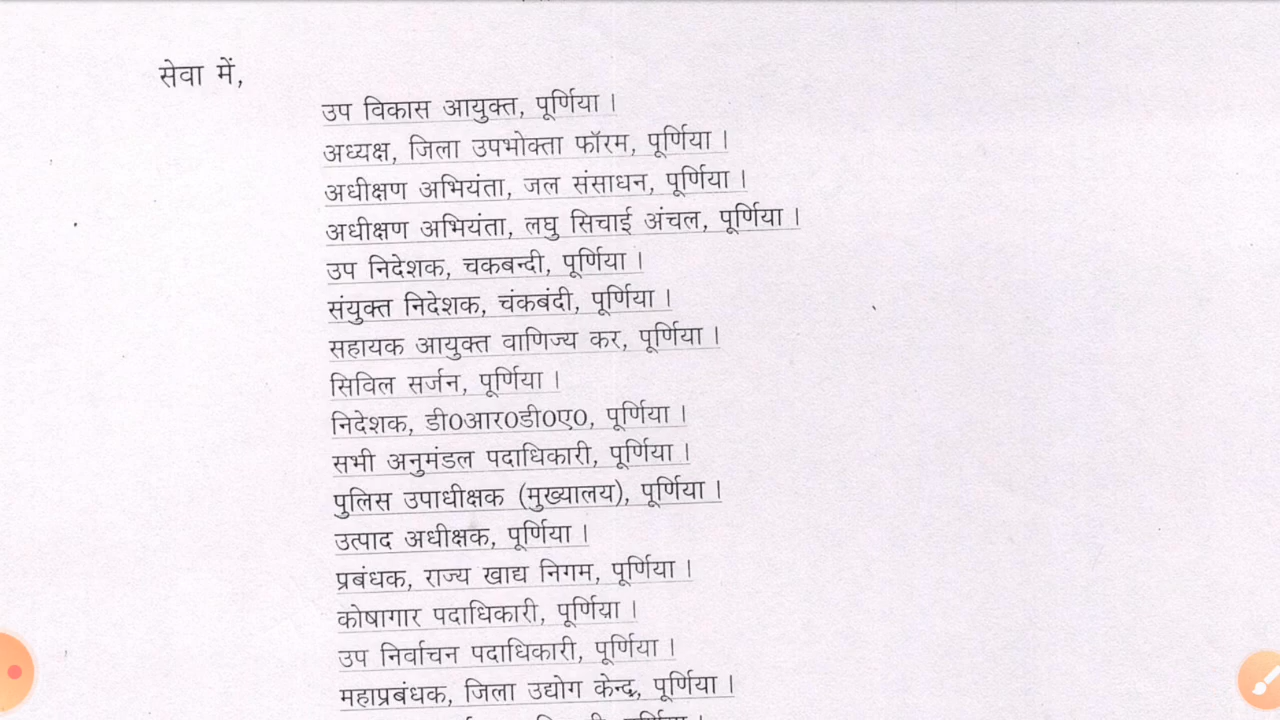 सेवा में,
उप विकास आयुक्त, पूर्णिया ।
अध्यक्ष, जिला उपभोक्ता फॉरम, पूर्णिया ।
अधीक्षण अभियंता, जल संसाधन, पूर्णिया ।
अधीक्षण अभियंता, लघु सिचाई अंचल, पूर्णिया ।
उप निदेशक, चकबन्दी, पूर्णिया ।
संयुक्त निदेशक, चंकबंदी, पूर्णिया ।
सहायक आयुक्त वाणिज्य कर, पूर्णिया ।
सिविल सर्जन, पूर्णिया ।
निदेशक, डी0आर0डी0ए0, पूर्णिया ।
सभी अनुमंडल पदाधिकारी, पूर्णिया ।
पुलिस उपाधीक्षक (मुख्यालय), पूर्णिया ।
उत्पाद अधीक्षक, पूर्णिया ।
प्रबंधक, राज्य खाद्य निगम, पूर्णिया ।
कोषागार पदाधिकारी, पूर्णिया ।
उप निर्वाचन पदाधिकारी, पूर्णिया ।
महाप्रबंधक, जिला उद्योग केन्द्र, पूर्णिया ।